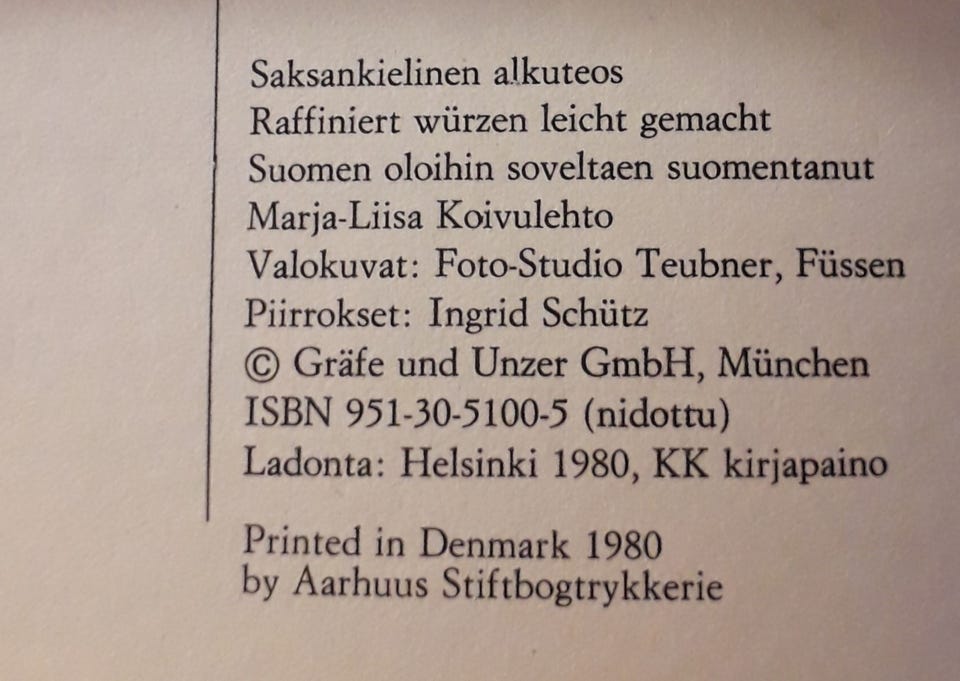 Saksankielinen alkuteos
Raffiniert würzen leicht gemacht
Suomen oloihin soveltaen suomentanut
Marja-Liisa Koivulehto
Valokuvat: Foto-Studio Teubner, Füssen
Piirrokset: Ingrid Schütz
© Gräfe und Unzer GmbH, München
ISBN 951-30-5100-5 (nidottu)
Ladonta: Helsinki 1980, KK kirjapaino
Printed in Denmark 1980
by Aarhuus Stiftbogtrykkerie